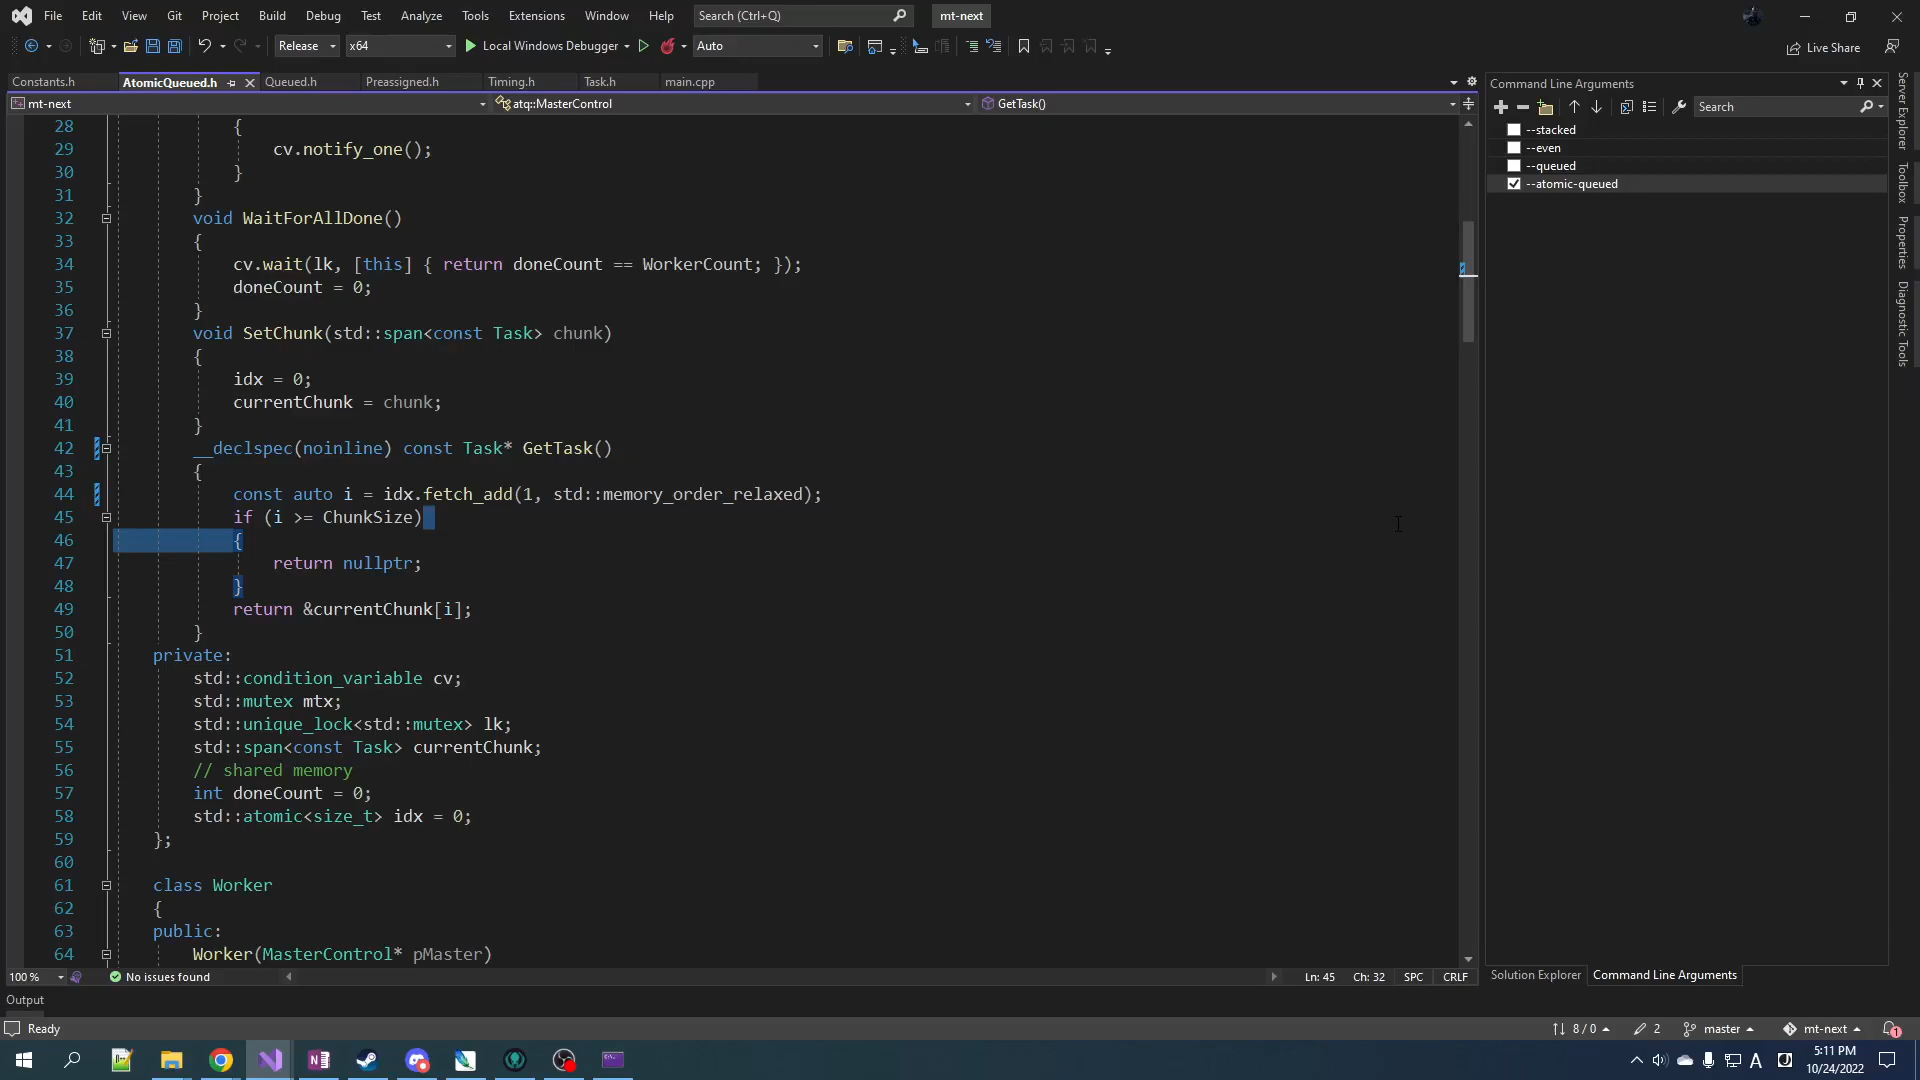 File Edit View Git Project Build Debug Test Analyze Tools Extensions Window Help Search (Ctrl+Q) mt-next
Release x64 Local Windows Debugger Auto Live Share
Constants.h AtomicQueued.h Queued.h Preassigned.h Timing.h Task.h main.cpp
mt-next atq::MasterControl GetTask()
28 {
29 cv.notify_one();
30 }
31 }
32 void WaitForAllDone()
33 {
34 cv.wait(lk, [this] { return doneCount == WorkerCount; });
35 doneCount = 0;
36 }
37 void SetChunk(std::span<const Task> chunk)
38 {
39 idx = 0;
40 currentChunk = chunk;
41 }
42 __declspec(noinline) const Task* GetTask()
43 {
44 const auto i = idx.fetch_add(1, std::memory_order_relaxed);
45 if (i >= ChunkSize)
46 {
47 return nullptr;
48 }
49 return &currentChunk[i];
50 }
51 private:
52 std::condition_variable cv;
53 std::mutex mtx;
54 std::unique_lock<std::mutex> lk;
55 std::span<const Task> currentChunk;
56 // shared memory
57 int doneCount = 0;
58 std::atomic<size_t> idx = 0;
59 };
60
61 class Worker
62 {
63 public:
64 Worker(MasterControl* pMaster)
100 % No issues found Ln: 45 Ch: 32 SPC CRLF
Command Line Arguments
Search
--stacked
--even
--queued
--atomic-queued
Solution Explorer Command Line Arguments
Server Explorer
Toolbox
Properties
Diagnostic Tools
Output
Ready 8 / 0 2 master mt-next 1
A 5:11 PM
10/24/2022